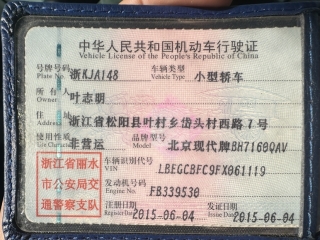 中华人民共和国机动车行驶证
Vehicle License of the People's Republic of China
号牌号码 浙KJA148 车辆类型 小型轿车
Plate No. Vehicle Type
所有人 叶志明
Owner
住址 浙江省松阳县叶村乡岱头村西路7号
使用性质 非营运 品牌型号 北京现代牌BH7160QAV
Use Character Model
浙江省丽水
市公安局交
通警察支队
车辆识别代号 LBEGCBFC9FX061119
VIN
发动机号码 FB339530
Engine No.
注册日期 2015-06-04 发证日期 2015-06-04
Register Date Issue Date